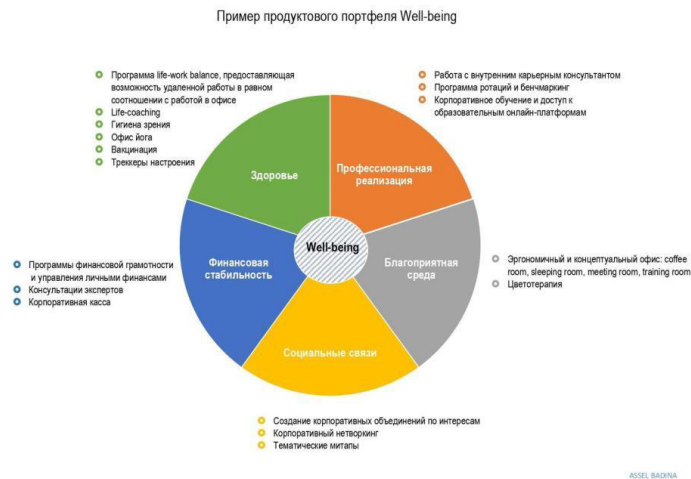 Пример продуктового портфеля Well-being
Программа life-work balance, предоставляющая
возможность удаленной работы в равном
соотношении с работой в офисе
Life-coaching
Гигиена зрения
Офис йога
Вакцинация
Треккеры настроения
Работа с внутренним карьерным консультантом
Программа ротаций и бенчмаркинг
Корпоративное обучение и доступ к
образовательным онлайн-платформам
Здоровье
Профессиональная
реализация
Well-being
Финансовая
стабильность
Благоприятная
среда
Социальные связи
Программы финансовой грамотности
и управления личными финансами
Консультации экспертов
Корпоративная касса
Эргономичный и концептуальный офис: coffee
room, sleeping room, meeting room, training room
Цветотерапия
Создание корпоративных объединений по интересам
Корпоративный нетворкинг
Тематические митапы
ASSEL BADINA